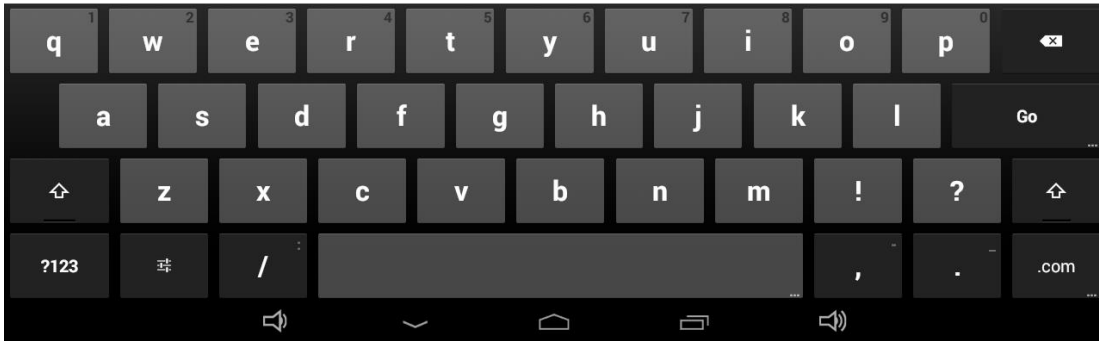 1 2 3 4 5 6 7 8 9 0
q w e r t y u i o p
a s d f g h j k l Go ...
z x c v b n m ! ?
: " _
?123 / ... , . .com ...